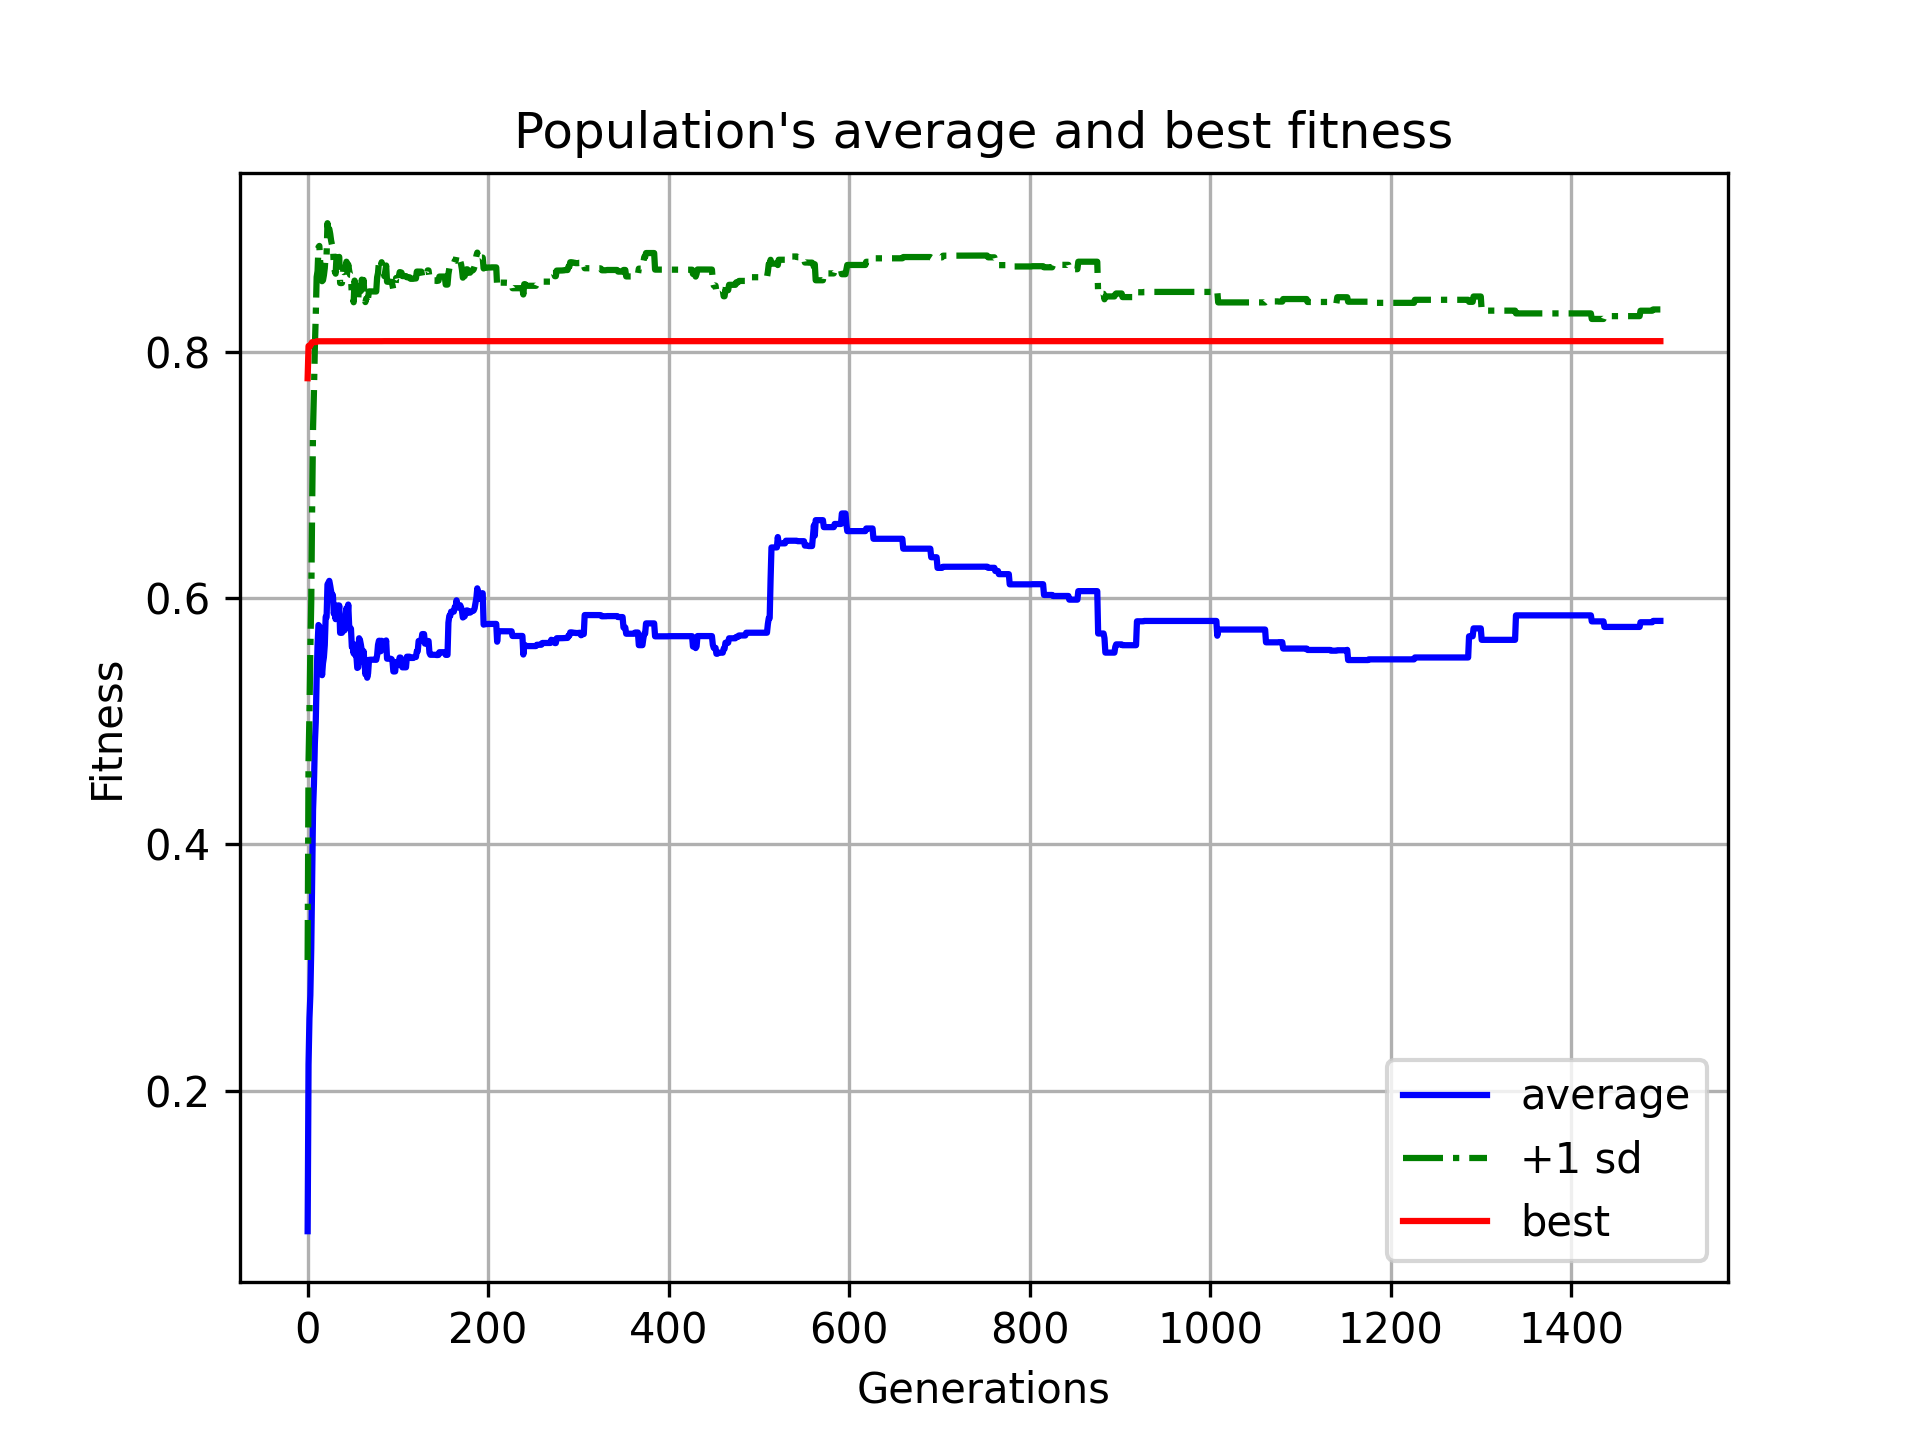 Population's average and best fitness
Fitness
0.8
0.6
0.4
0.2
0 200 400 600 800 1000 1200 1400
Generations
average
+1 sd
best